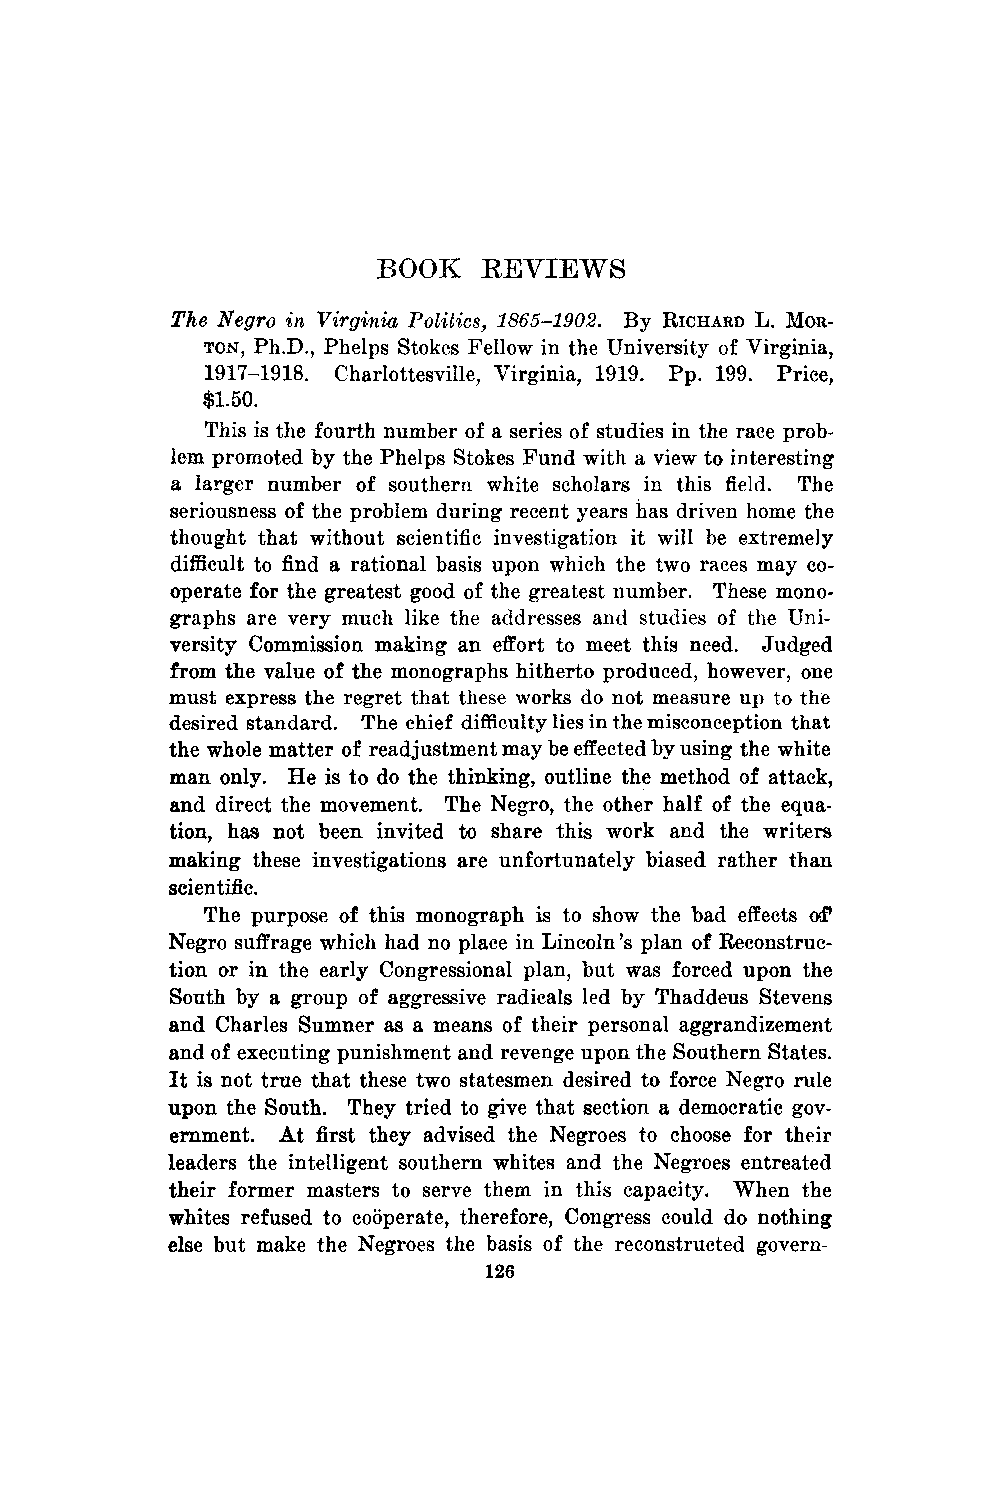 BOOK REVIEWS
The Negro in Virginia Politics, 1865–1902. By RICHARD L. MOR-
TON, Ph.D., Phelps Stokes Fellow in the University of Virginia,
1917–1918. Charlottesville, Virginia, 1919. Pp. 199. Price,
$1.50.
This is the fourth number of a series of studies in the race prob-
lem promoted by the Phelps Stokes Fund with a view to interesting
a larger number of southern white scholars in this field. The
seriousness of the problem during recent years has driven home the
thought that without scientific investigation it will be extremely
difficult to find a rational basis upon which the two races may co-
operate for the greatest good of the greatest number. These mono-
graphs are very much like the addresses and studies of the Uni-
versity Commission making an effort to meet this need. Judged
from the value of the monographs hitherto produced, however, one
must express the regret that these works do not measure up to the
desired standard. The chief difficulty lies in the misconception that
the whole matter of readjustment may be effected by using the white
man only. He is to do the thinking, outline the method of attack,
and direct the movement. The Negro, the other half of the equa-
tion, has not been invited to share this work and the writers
making these investigations are unfortunately biased rather than
scientific.
The purpose of this monograph is to show the bad effects of
Negro suffrage which had no place in Lincoln's plan of Reconstruc-
tion or in the early Congressional plan, but was forced upon the
South by a group of aggressive radicals led by Thaddeus Stevens
and Charles Sumner as a means of their personal aggrandizement
and of executing punishment and revenge upon the Southern States.
It is not true that these two statesmen desired to force Negro rule
upon the South. They tried to give that section a democratic gov-
ernment. At first they advised the Negroes to choose for their
leaders the intelligent southern whites and the Negroes entreated
their former masters to serve them in this capacity. When the
whites refused to coöperate, therefore, Congress could do nothing
else but make the Negroes the basis of the reconstructed govern-
126